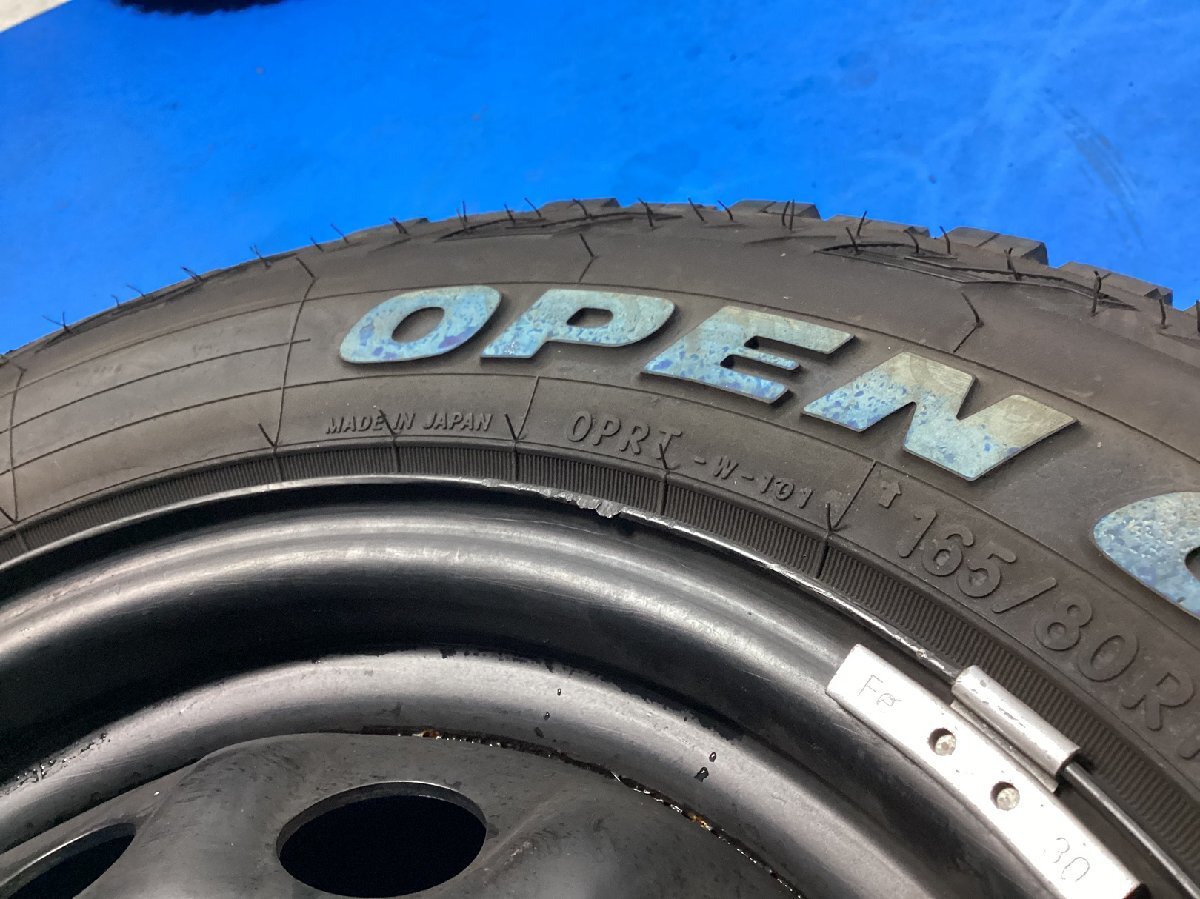 OPEN
MADE IN JAPAN
OPRT -W-101
165/80R
Fe
30